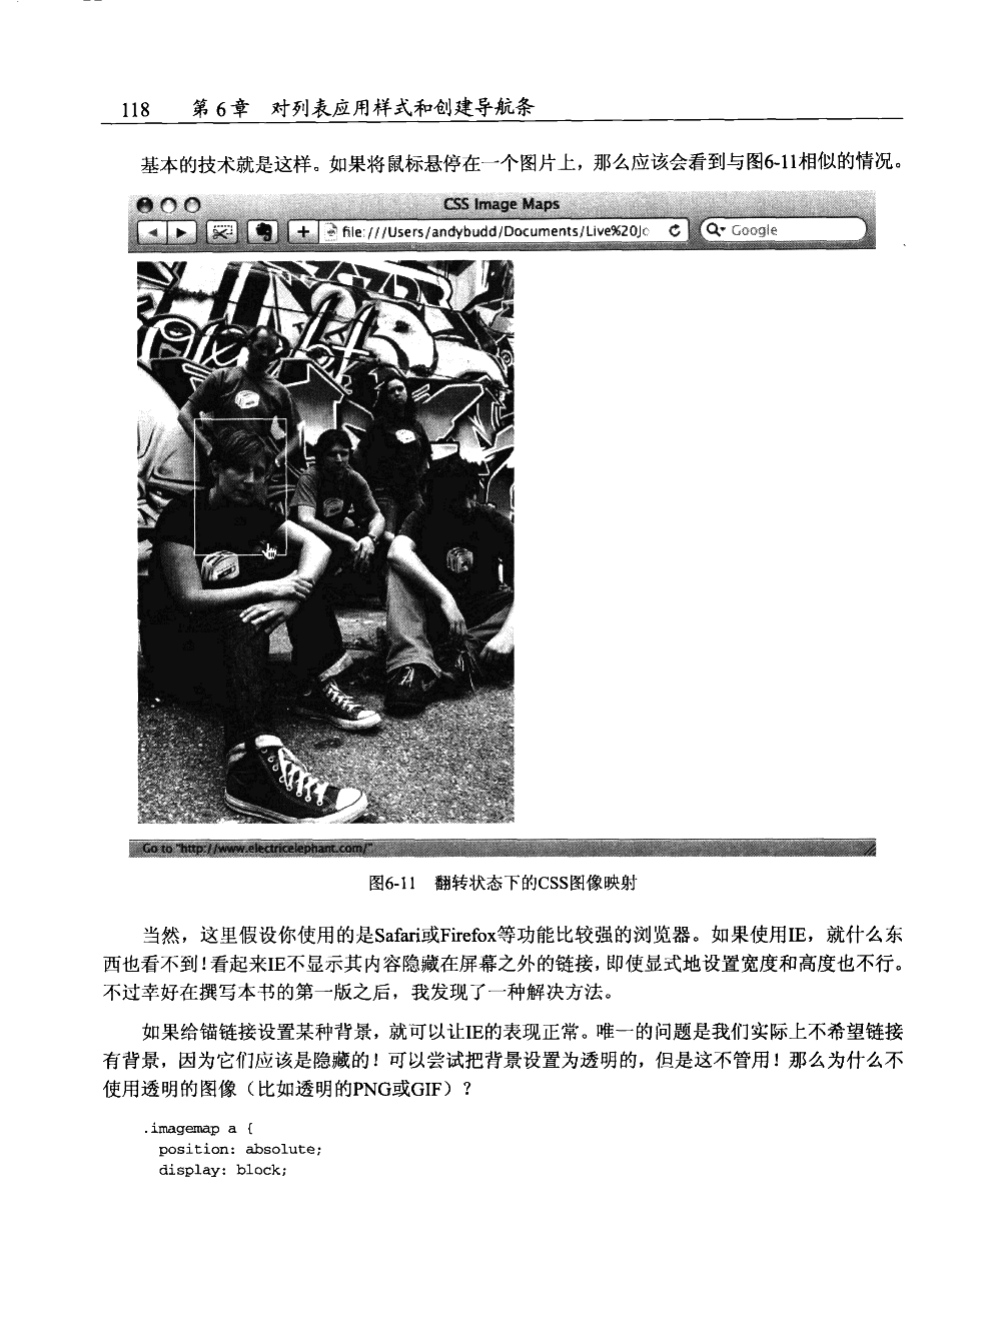 118 第 6 章 对列表应用样式和创建导航条
基本的技术就是这样。如果将鼠标悬停在一个图片上，那么应该会看到与图6-11相似的情况。
CSS Image Maps
file:///Users/andybudd/Documents/Live%20Jo
Google
Go to "http://www.electricelephant.com/"
图6-11 翻转状态下的CSS图像映射
当然，这里假设你使用的是Safari或Firefox等功能比较强的浏览器。如果使用IE，就什么东
西也看不到！看起来IE不显示其内容隐藏在屏幕之外的链接，即使显式地设置宽度和高度也不行。
不过幸好在撰写本书的第一版之后，我发现了一种解决方法。
如果给锚链接设置某种背景，就可以让IE的表现正常。唯一的问题是我们实际上不希望链接
有背景，因为它们应该是隐藏的！可以尝试把背景设置为透明的，但是这不管用！那么为什么不
使用透明的图像（比如透明的PNG或GIF）？
.imagemap a {
position: absolute;
display: block;